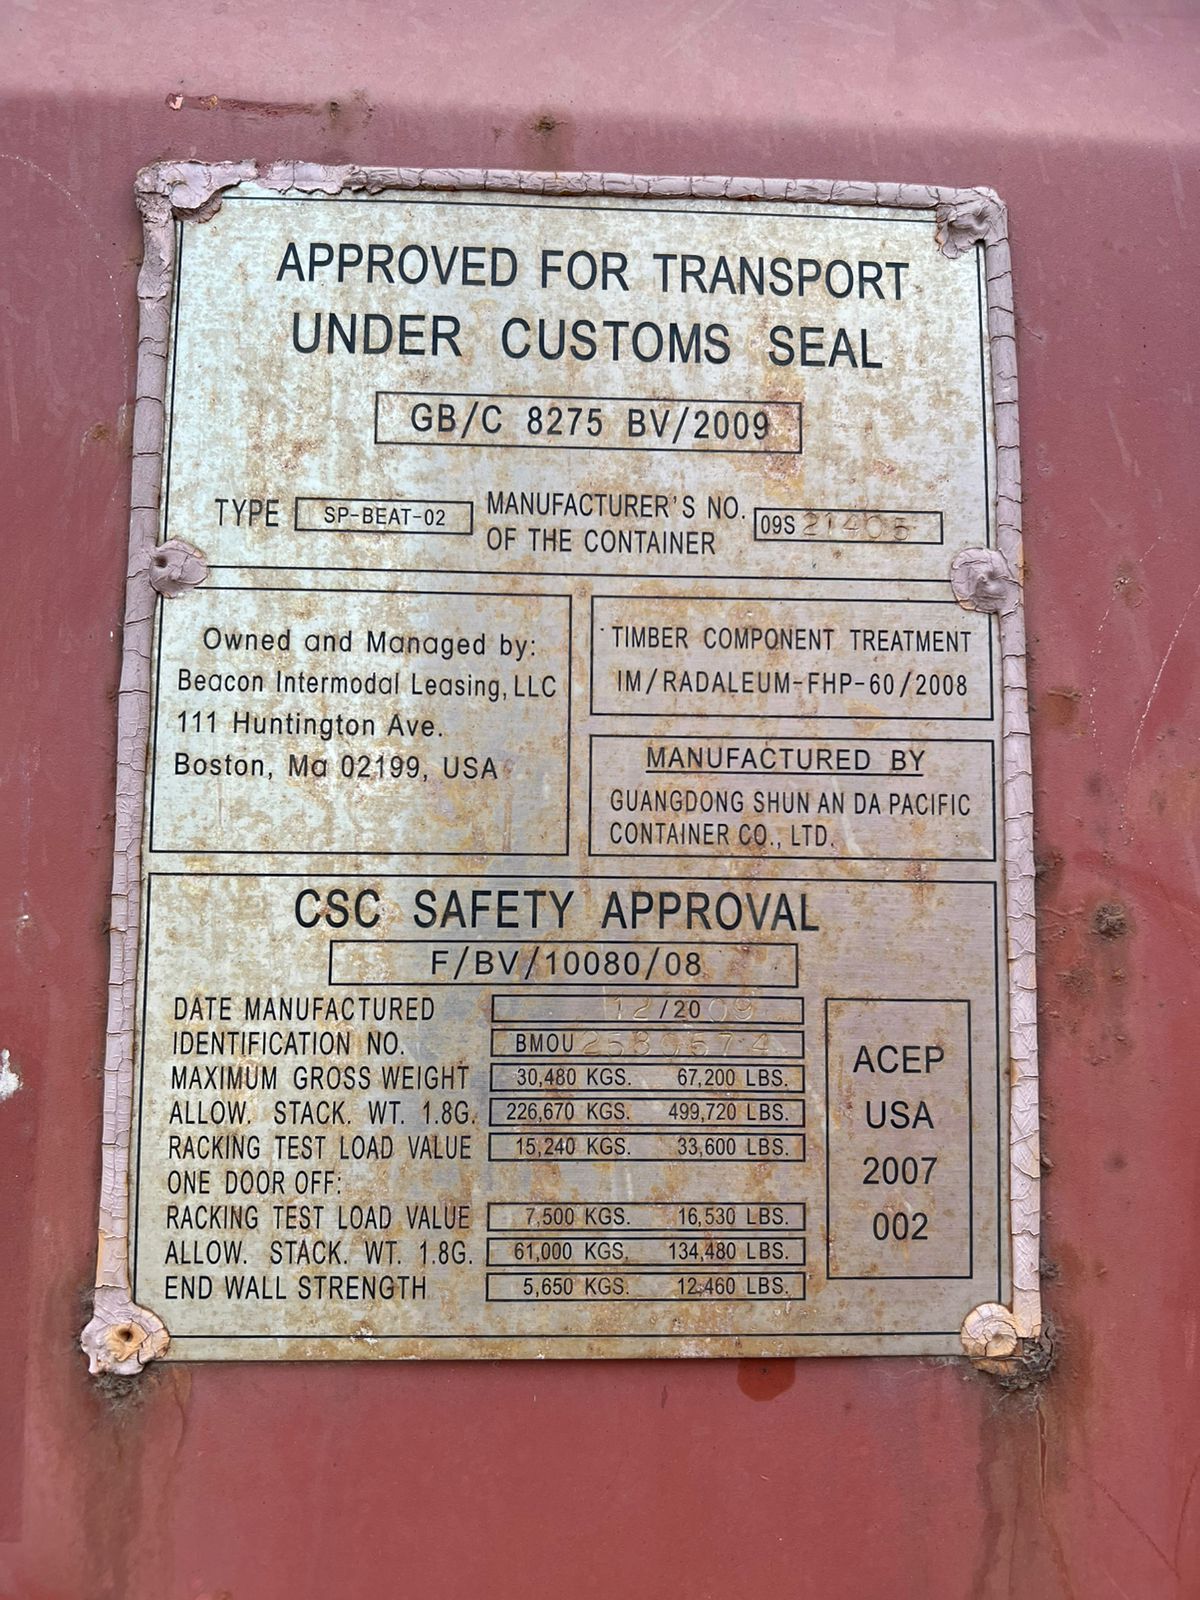 APPROVED FOR TRANSPORT
UNDER CUSTOMS SEAL
GB/C 8275 BV/2009
TYPE SP-BEAT-02 MANUFACTURER'S NO. OF THE CONTAINER 09S 21405
Owned and Managed by:
Beacon Intermodal Leasing, LLC
111 Huntington Ave.
Boston, Ma 02199, USA
TIMBER COMPONENT TREATMENT
IM/RADALEUM-FHP-60/2008
MANUFACTURED BY
GUANGDONG SHUN AN DA PACIFIC
CONTAINER CO., LTD.
CSC SAFETY APPROVAL
F/BV/10080/08
DATE MANUFACTURED 12/2009
IDENTIFICATION NO. BMOU
MAXIMUM GROSS WEIGHT 30,480 KGS. 67,200 LBS.
ALLOW. STACK. WT. 1.8G. 226,670 KGS. 499,720 LBS.
RACKING TEST LOAD VALUE 15,240 KGS. 33,600 LBS.
ONE DOOR OFF:
RACKING TEST LOAD VALUE 7,500 KGS. 16,530 LBS.
ALLOW. STACK. WT. 1.8G. 61,000 KGS. 134,480 LBS.
END WALL STRENGTH 5,650 KGS. 12,460 LBS.
ACEP
USA
2007
002